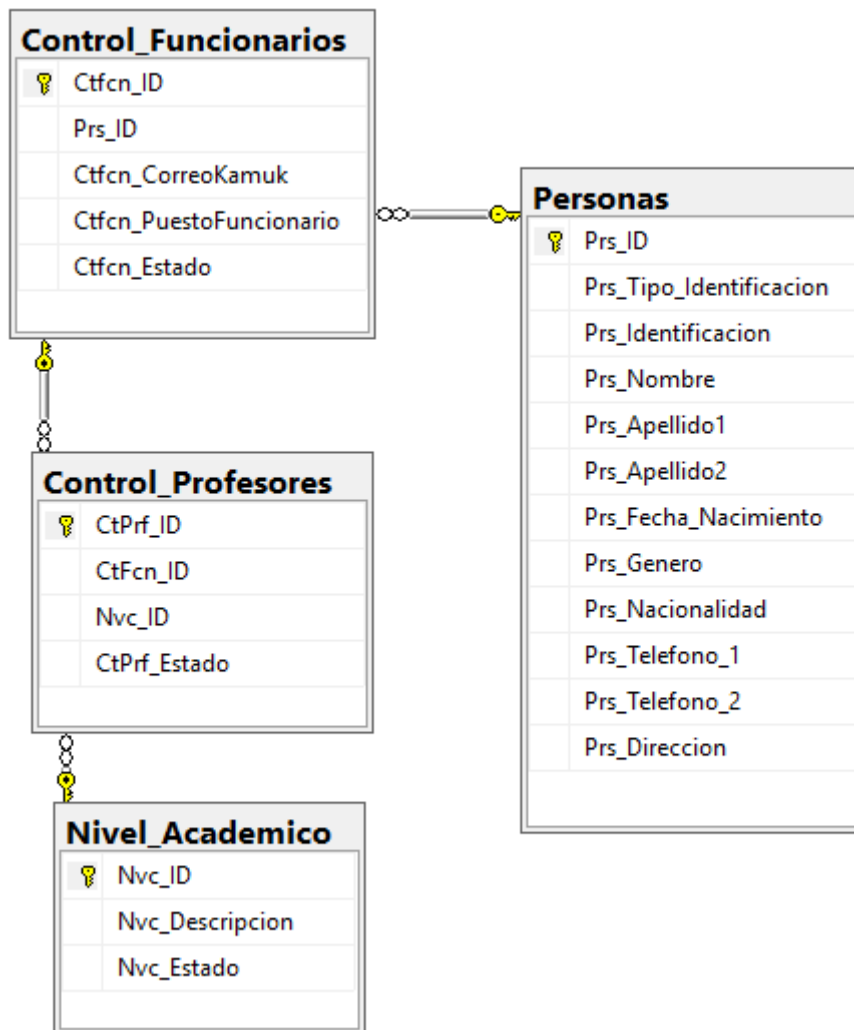 Control_Funcionarios
Ctfcn_ID
Prs_ID
Ctfcn_CorreoKamuk
Ctfcn_PuestoFuncionario
Ctfcn_Estado
Personas
Prs_ID
Prs_Tipo_Identificacion
Prs_Identificacion
Prs_Nombre
Prs_Apellido1
Prs_Apellido2
Prs_Fecha_Nacimiento
Prs_Genero
Prs_Nacionalidad
Prs_Telefono_1
Prs_Telefono_2
Prs_Direccion
Control_Profesores
CtPrf_ID
CtFcn_ID
Nvc_ID
CtPrf_Estado
Nivel_Academico
Nvc_ID
Nvc_Descripcion
Nvc_Estado